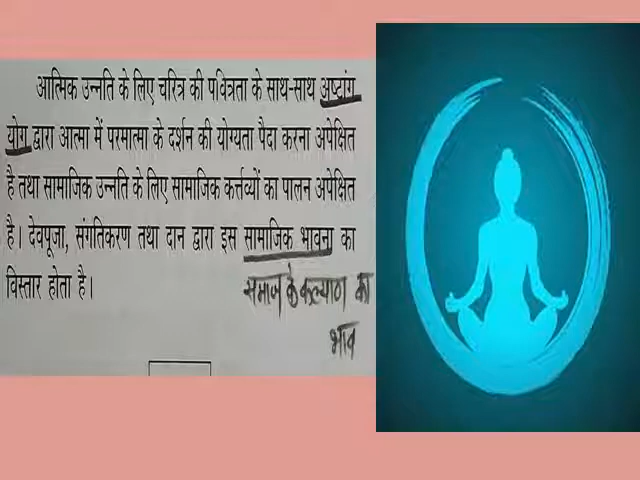 आत्मिक उन्नति के लिए चरित्र की पवित्रता के साथ-साथ अष्टांग
योग द्वारा आत्मा में परमात्मा के दर्शन की योग्यता पैदा करना अपेक्षित
है तथा सामाजिक उन्नति के लिए सामाजिक कर्त्तव्यों का पालन अपेक्षित
है। देवपूजा, संगतिकरण तथा दान द्वारा इस सामाजिक भावना का
विस्तार होता है।
समाज के कल्याण का
भाव